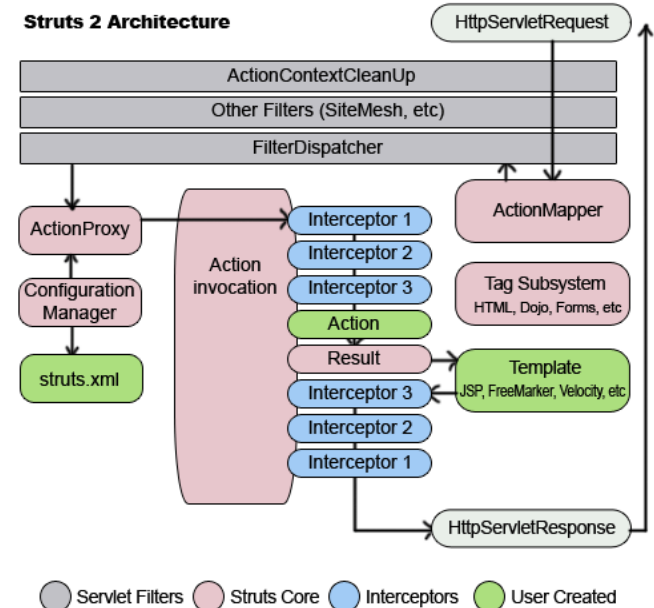 Struts 2 Architecture
HttpServletRequest
ActionContextCleanUp
Other Filters (SiteMesh, etc)
FilterDispatcher
ActionProxy
Configuration
Manager
struts.xml
Action
invocation
Interceptor 1
Interceptor 2
Interceptor 3
Action
Result
Interceptor 3
Interceptor 2
Interceptor 1
ActionMapper
Tag Subsystem
HTML, Dojo, Forms, etc
Template
JSP, FreeMarker, Velocity, etc
HttpServletResponse
Servlet Filters
Struts Core
Interceptors
User Created